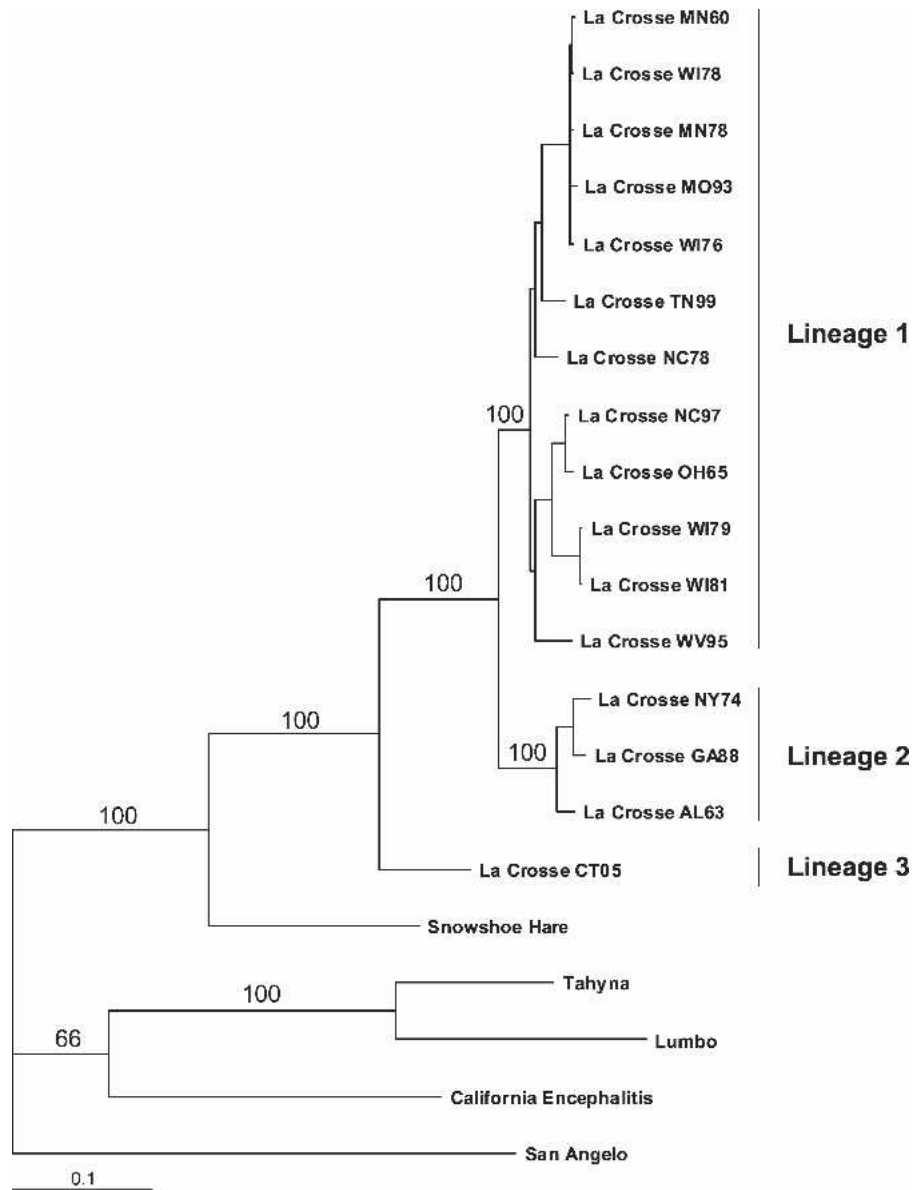 La Crosse MN60
La Crosse WI78
La Crosse MN78
La Crosse MO93
La Crosse WI76
La Crosse TN99
Lineage 1
La Crosse NC78
100
La Crosse NC97
La Crosse OH65
La Crosse WI79
100
La Crosse WI81
La Crosse WV95
La Crosse NY74
100
100
La Crosse GA88
Lineage 2
100
La Crosse AL63
La Crosse CT05
Lineage 3
Snowshoe Hare
Tahyna
100
66
Lumbo
California Encephalitis
San Angelo
0.1